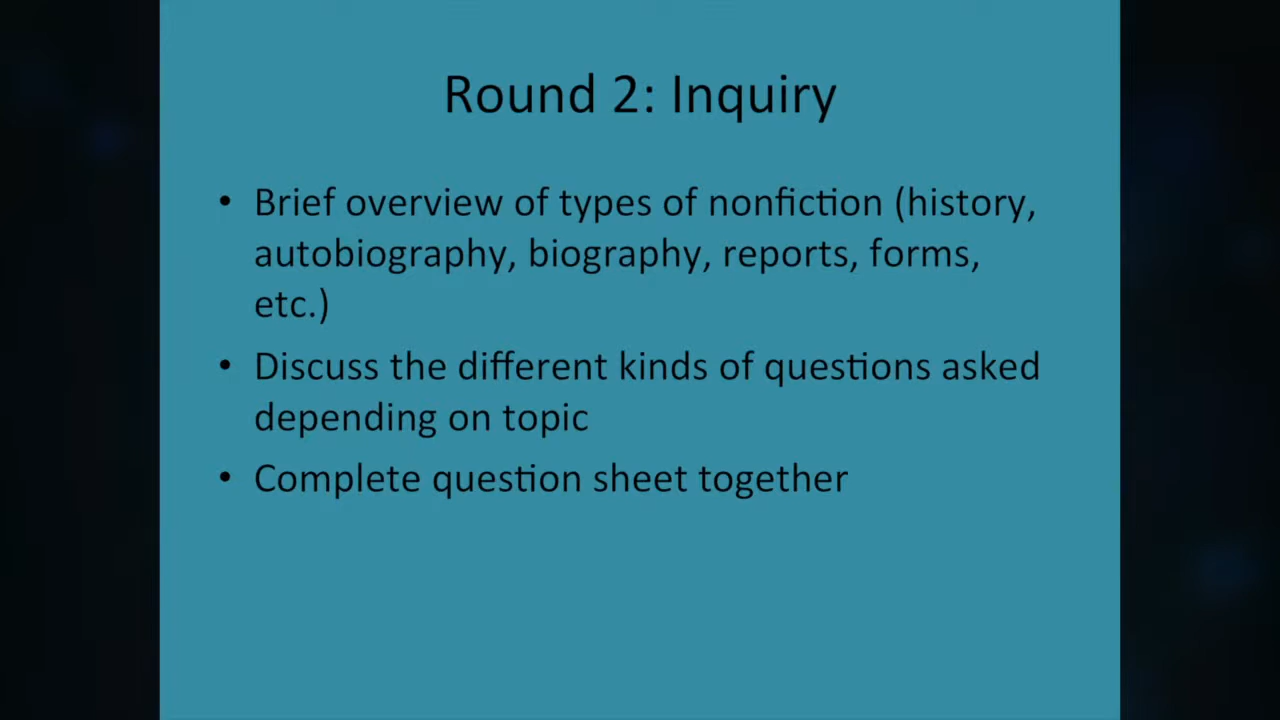 Round 2: Inquiry
• Brief overview of types of nonfiction (history,
autobiography, biography, reports, forms,
etc.)
• Discuss the different kinds of questions asked
depending on topic
• Complete question sheet together